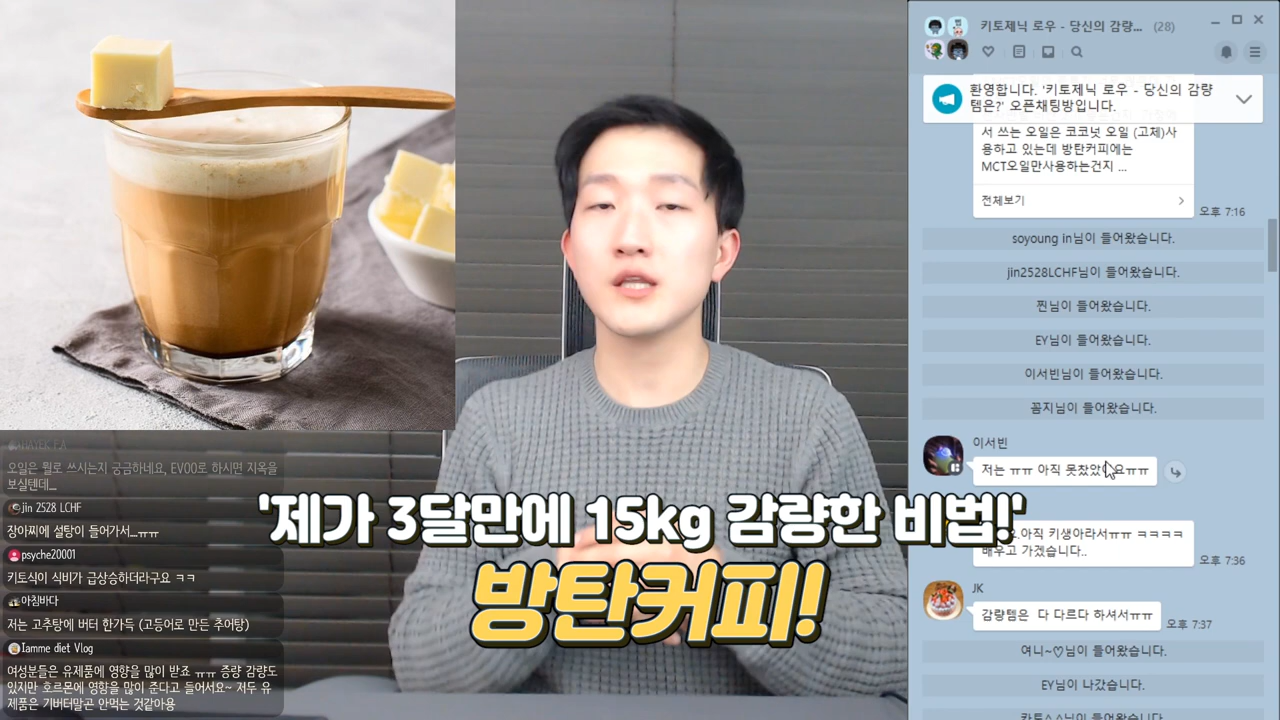 키토제닉 로우 - 당신의 감량... (28)
환영합니다. '키토제닉 로우 - 당신의 감량
템은?' 오픈채팅방입니다.
서 쓰는 오일은 코코넛 오일 (고체)사
용하고 있는데 방탄커피에는
MCT오일만사용하는건지 ...
전체보기
오후 7:16
soyoung in님이 들어왔습니다.
jin2528LCHF님이 들어왔습니다.
찐님이 들어왔습니다.
EY님이 들어왔습니다.
이서빈님이 들어왔습니다.
꼼지님이 들어왔습니다.
이서빈
저는 ㅠㅠ 아직 못찼았어요ㅠㅠ
아직 키생아라서ㅠㅠ ㅋㅋㅋㅋ
배우고 가겠습니다..
오후 7:36
JK
감량템은 다 다르다 하셔서ㅠㅠ
오후 7:37
여니~♡님이 들어왔습니다.
EY님이 나갔습니다.
오일은 뭘로 쓰시는지 궁금하네요, EVOO로 하시면 지옥을
보실텐데...
jin 2528 LCHF
장아찌에 설탕이 들어가서...ㅠㅠ
psyche20001
키토식이 식비가 급상승하더라구요 ㅋㅋ
아침바다
저는 고추탕에 버터 한가득 (고등어로 만든 추어탕)
Iamme diet Vlog
여성분들은 유제품에 영향을 많이 받죠 ㅠㅠ 증량 감량도
있지만 호르몬에 영향을 많이 준다고 들어서요~ 저두 유
제품은 기버터말곤 안먹는 것같아용
'제가 3달만에 15kg 감량한 비법!'
방탄커피!